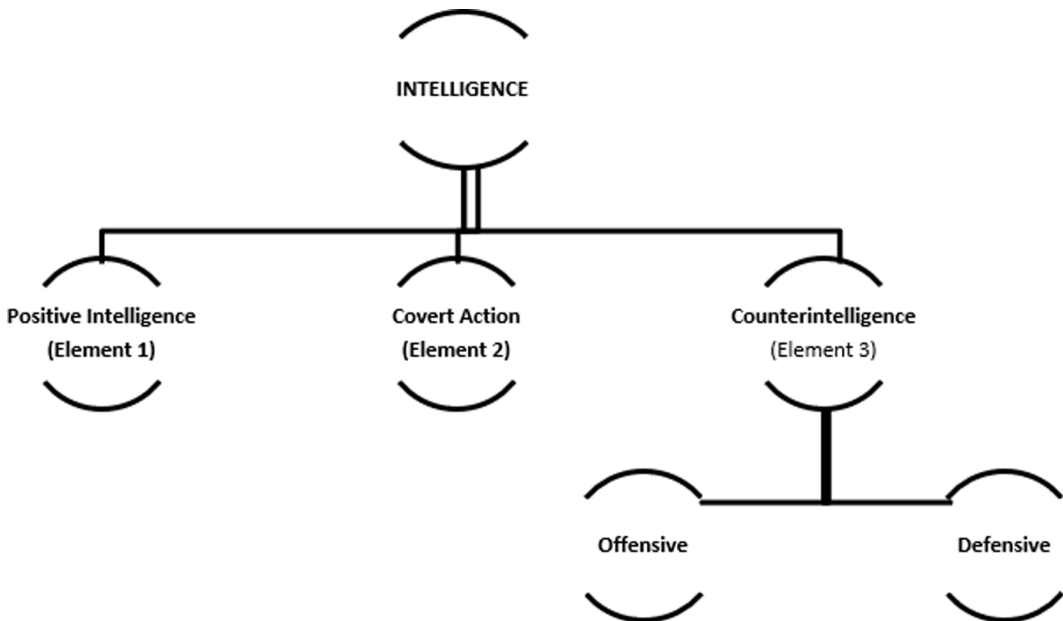 INTELLIGENCE
Positive Intelligence
(Element 1)
Covert Action
(Element 2)
Counterintelligence
(Element 3)
Offensive
Defensive